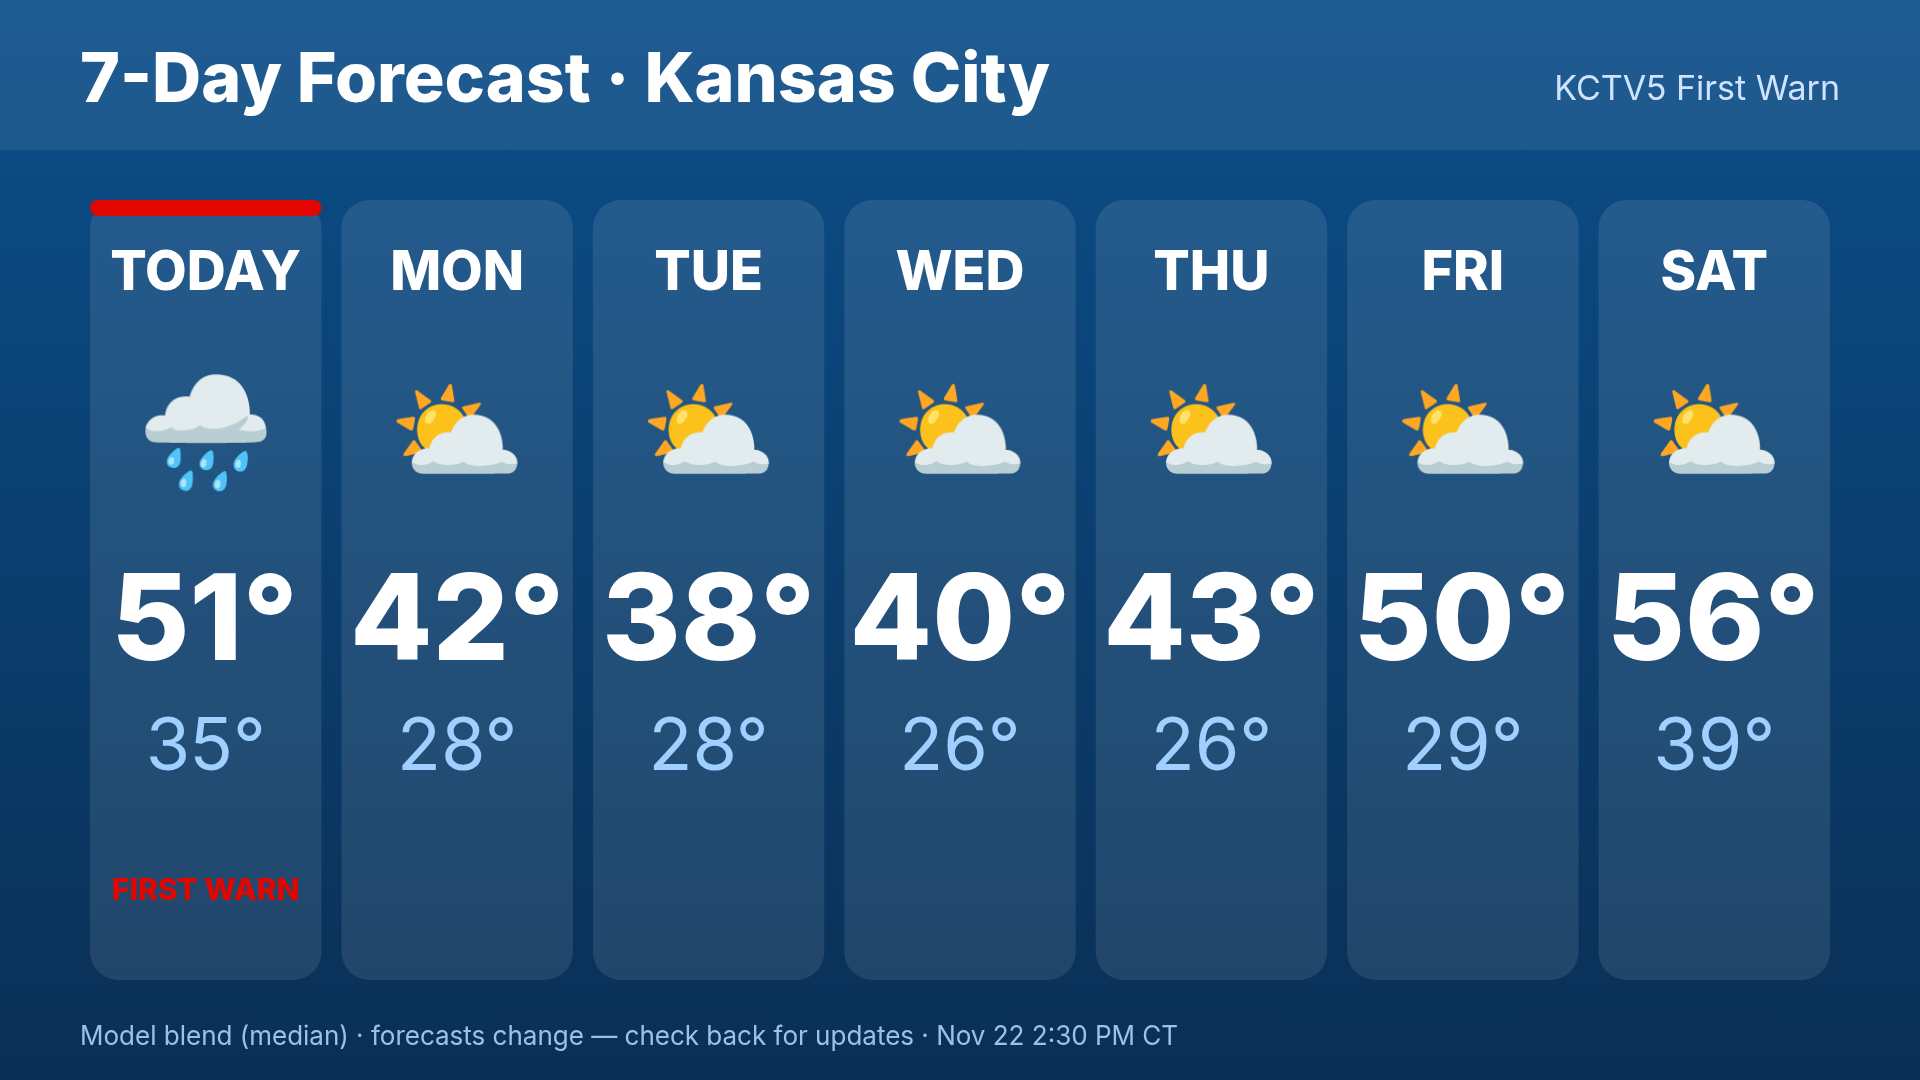 7-Day Forecast · Kansas City
KCTV5 First Warn
TODAY
51°
35°
FIRST WARN
MON
42°
28°
TUE
38°
28°
WED
40°
26°
THU
43°
26°
FRI
50°
29°
SAT
56°
39°
Model blend (median) · forecasts change — check back for updates · Nov 22 2:30 PM CT